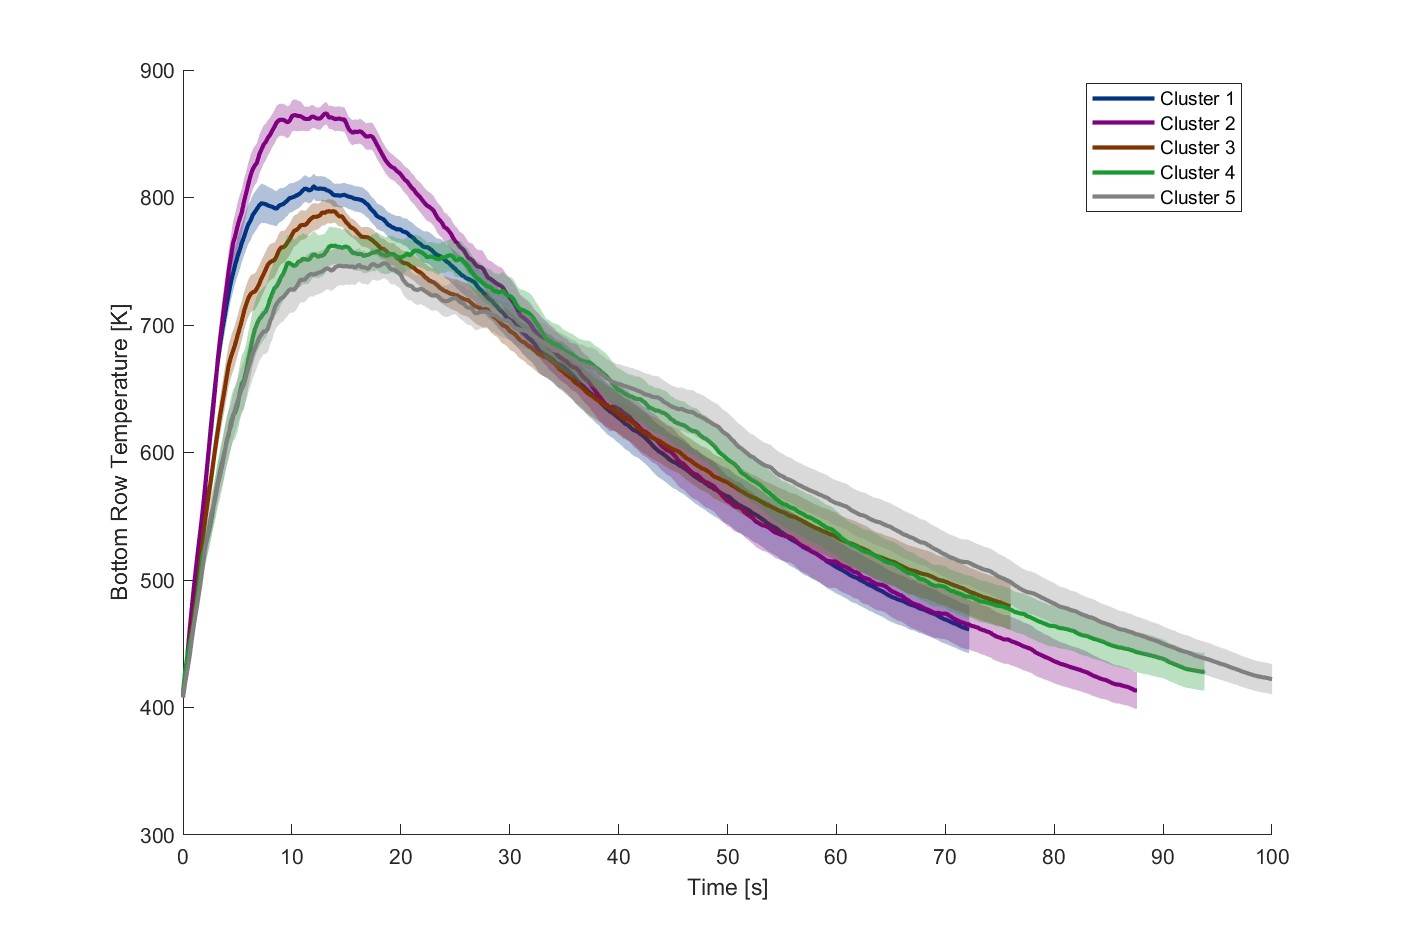 900
800
700
600
500
400
300
Bottom Row Temperature [K]
0 10 20 30 40 50 60 70 80 90 100
Time [s]
Cluster 1
Cluster 2
Cluster 3
Cluster 4
Cluster 5